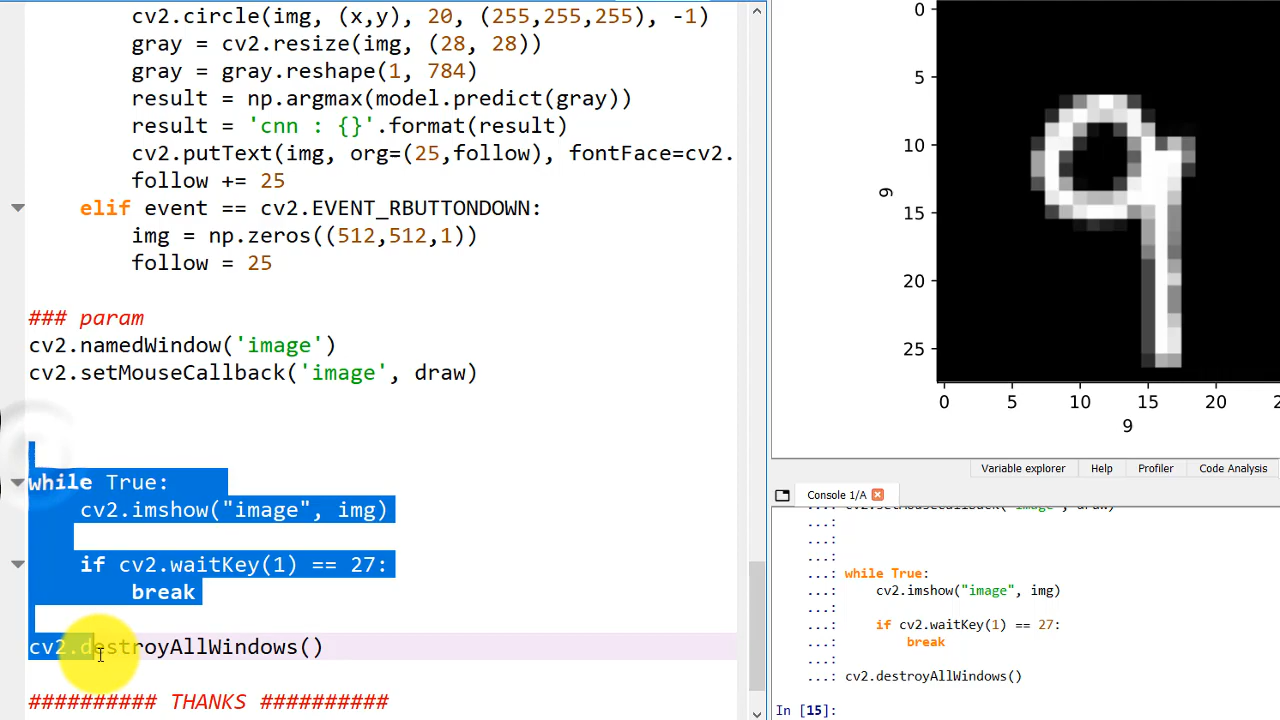 cv2.circle(img, (x,y), 20, (255,255,255), -1)
gray = cv2.resize(img, (28, 28))
gray = gray.reshape(1, 784)
result = np.argmax(model.predict(gray))
result = 'cnn : {}'.format(result)
cv2.putText(img, org=(25,follow), fontFace=cv2.
follow += 25
elif event == cv2.EVENT_RBUTTONDOWN:
img = np.zeros((512,512,1))
follow = 25
### param
cv2.namedWindow('image')
cv2.setMouseCallback('image', draw)
while True:
cv2.imshow("image", img)
if cv2.waitKey(1) == 27:
break
cv2.destroyAllWindows()
########## THANKS ##########
0
5
10
15
20
25
9
0 5 10 15 20
9
Variable explorer Help Profiler Code Analysis
Console 1/A
...: cv2.setMouseCallback('image', draw)
...:
...:
...:
...: while True:
...: cv2.imshow("image", img)
...:
...: if cv2.waitKey(1) == 27:
...: break
...:
...: cv2.destroyAllWindows()
In [15]: